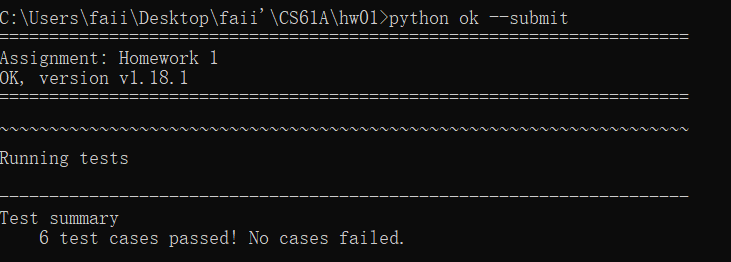 C:\Users\faii\Desktop\faii'\CS61A\hw01>python ok --submit
=====================================================================
Assignment: Homework 1
OK, version v1.18.1
=====================================================================
~~~~~~~~~~~~~~~~~~~~~~~~~~~~~~~~~~~~~~~~~~~~~~~~~~~~~~~~~~~~~~~~~~~~~
Running tests
---------------------------------------------------------------------
Test summary
    6 test cases passed! No cases failed.